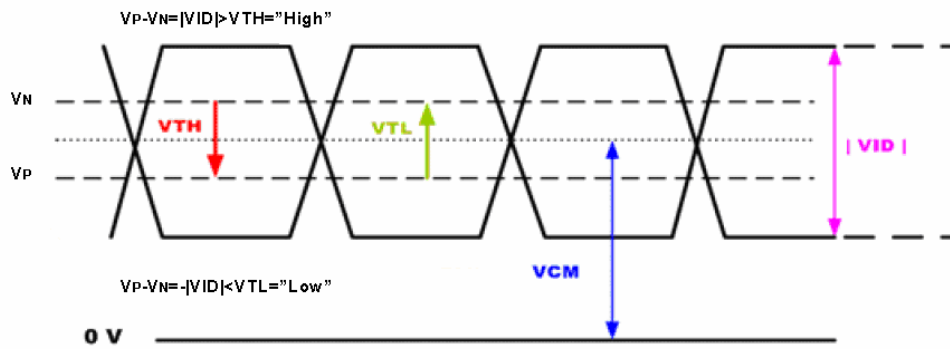 VP-VN=|VID|>VTH="High"
VN
VTH
VTL
| VID |
VP
VCM
VP-VN=-|VID|<VTL="Low"
0 V